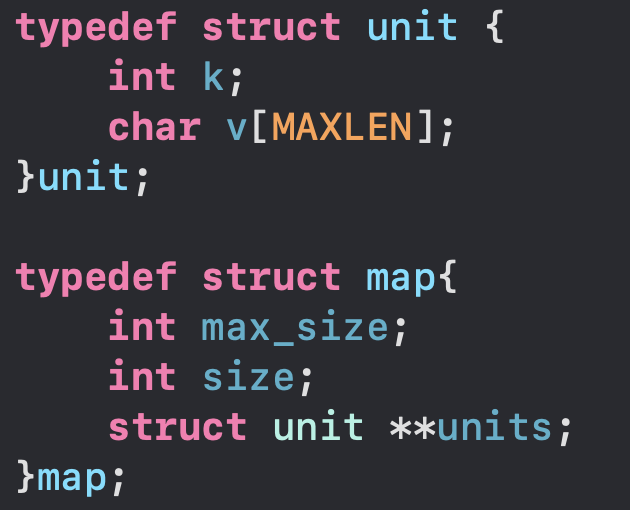 typedef struct unit {
    int k;
    char v[MAXLEN];
}unit;

typedef struct map{
    int max_size;
    int size;
    struct unit **units;
}map;